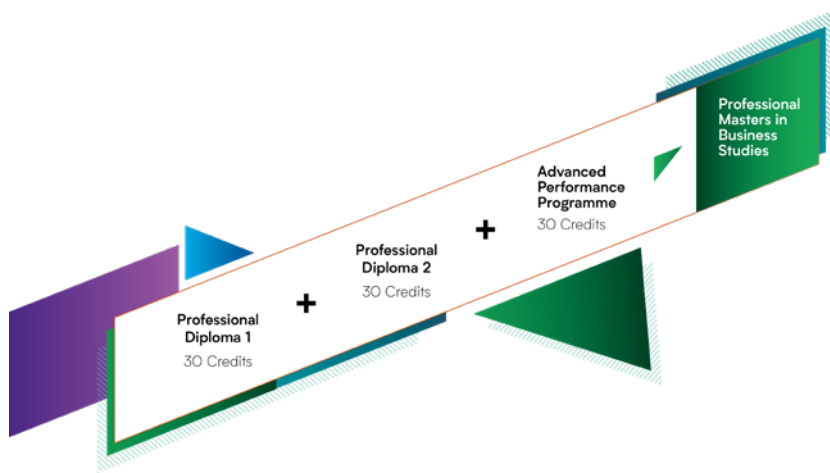 Professional
Diploma 1
30 Credits
+
Professional
Diploma 2
30 Credits
+
Advanced
Performance
Programme
30 Credits
Professional
Masters in
Business
Studies